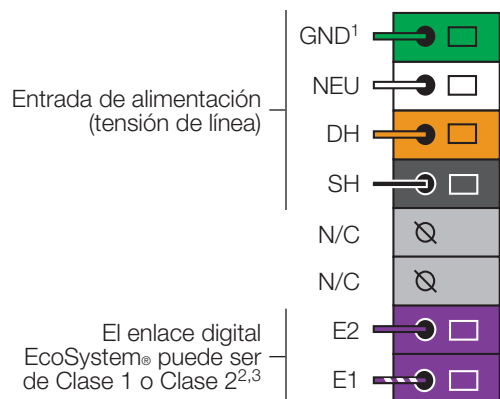 GND¹
NEU
Entrada de alimentación
(tensión de línea)
DH
SH
N/C
N/C
El enlace digital
EcoSystem® puede ser
de Clase 1 o Clase 2²,³
E2
E1